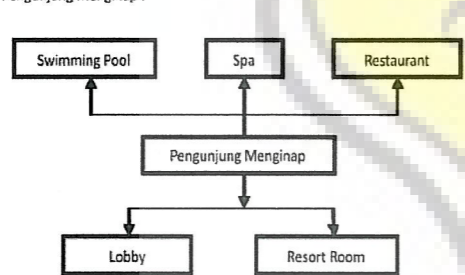 Swimming Pool
Spa
Restaurant
Pengunjung Menginap
Lobby
Resort Room